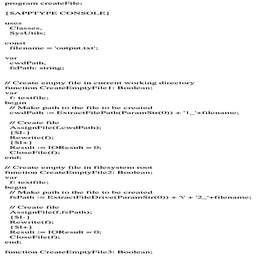 program createFile;
{$APPTYPE CONSOLE}
uses
Classes,
SysUtils;
const
filename = 'output.txt';
var
cwdPath,
fsPath: string;
// Create empty file in current working directory
function CreateEmptyFile1: Boolean;
var
f: textfile;
begin
// Make path to the file to be created
cwdPath := ExtractFilePath(ParamStr(0)) + '1_'+filename;
// Create file
AssignFile(f,cwdPath);
{$I-}
Rewrite(f);
{$I+}
Result := IOResult = 0;
CloseFile(f);
end;
// Create empty file in filesystem root
function CreateEmptyFile2: Boolean;
var
f: textfile;
begin
// Make path to the file to be created
fsPath := ExtractFileDrive(ParamStr(0)) + '\' + '2_'+filename;
// Create file
AssignFile(f,fsPath);
{$I-}
Rewrite(f);
{$I+}
Result := IOResult = 0;
CloseFile(f);
end;
function CreateEmptyFile3: Boolean;